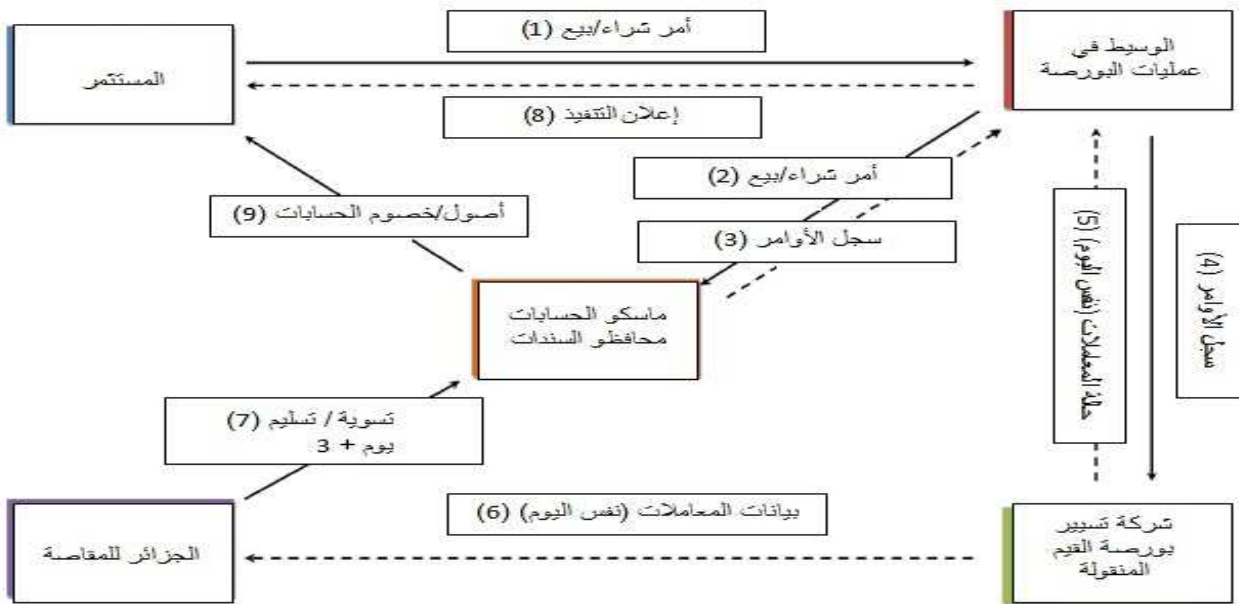 أمر شراء/بيع (1)
الوسيط في
عمليات البورصة
المستثمر
إعلان التنفيذ (8)
أمر شراء/بيع (2)
أصول/خصوم الحسابات (9)
سجل الأوامر (3)
حالة المعاملات (نفس اليوم) (5)
سجل الأوامر (4)
ماسكو الحسابات
محافظو السندات
تسوية / تسليم (7)
يوم + 3
بيانات المعاملات (نفس اليوم) (6)
شركة تسيير
بورصة القيم
المنقولة
الجزائر للمقاصة